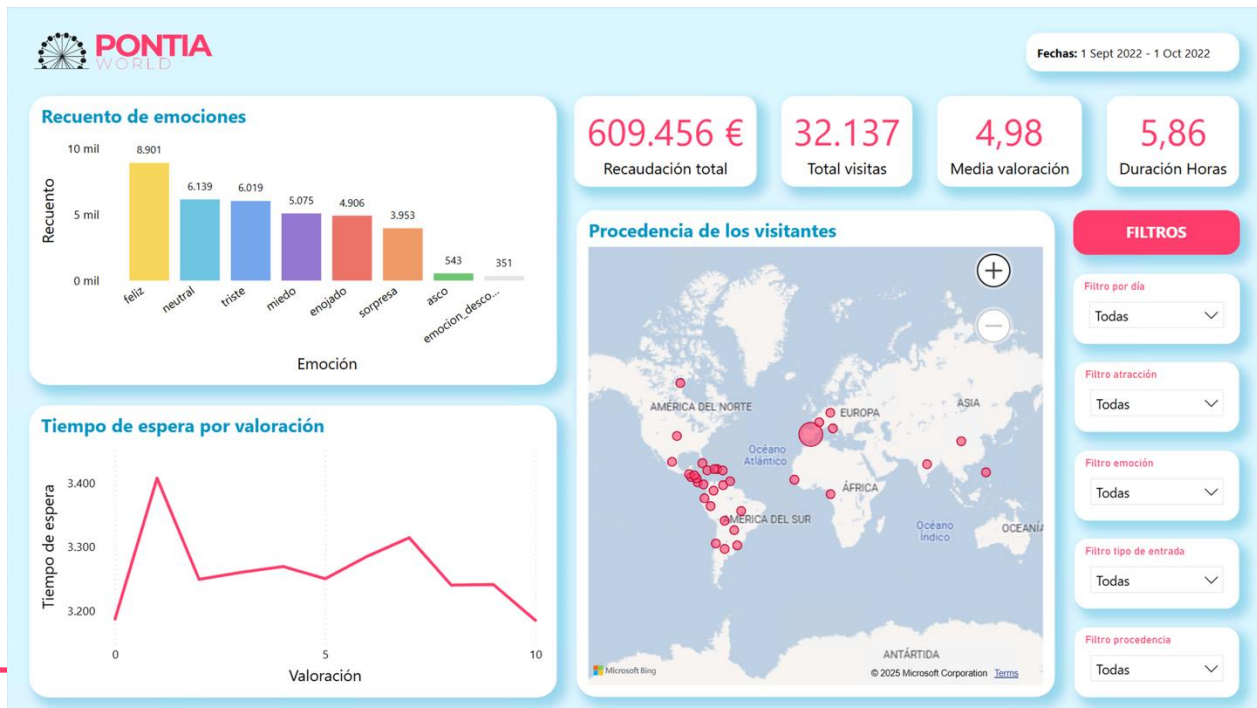 PONTIA
WORLD
Fechas: 1 Sept 2022 - 1 Oct 2022
Recuento de emociones
10 mil
5 mil
0 mil
Recuento
8.901
6.139
6.019
5.075
4.906
3.953
543
351
feliz
neutral
triste
miedo
enojado
sorpresa
asco
emocion_desco...
Emoción
609.456 €
Recaudación total
32.137
Total visitas
4,98
Media valoración
5,86
Duración Horas
Tiempo de espera por valoración
3.400
3.300
3.200
Tiempo de espera
0
5
10
Valoración
Procedencia de los visitantes
AMÉRICA DEL NORTE
EUROPA
ASIA
Océano
Atlántico
ÁFRICA
AMÉRICA DEL SUR
Océano
Índico
OCEANÍA
ANTÁRTIDA
Microsoft Bing
© 2025 Microsoft Corporation Terms
FILTROS
Filtro por día
Todas
Filtro atracción
Todas
Filtro emoción
Todas
Filtro tipo de entrada
Todas
Filtro procedencia
Todas